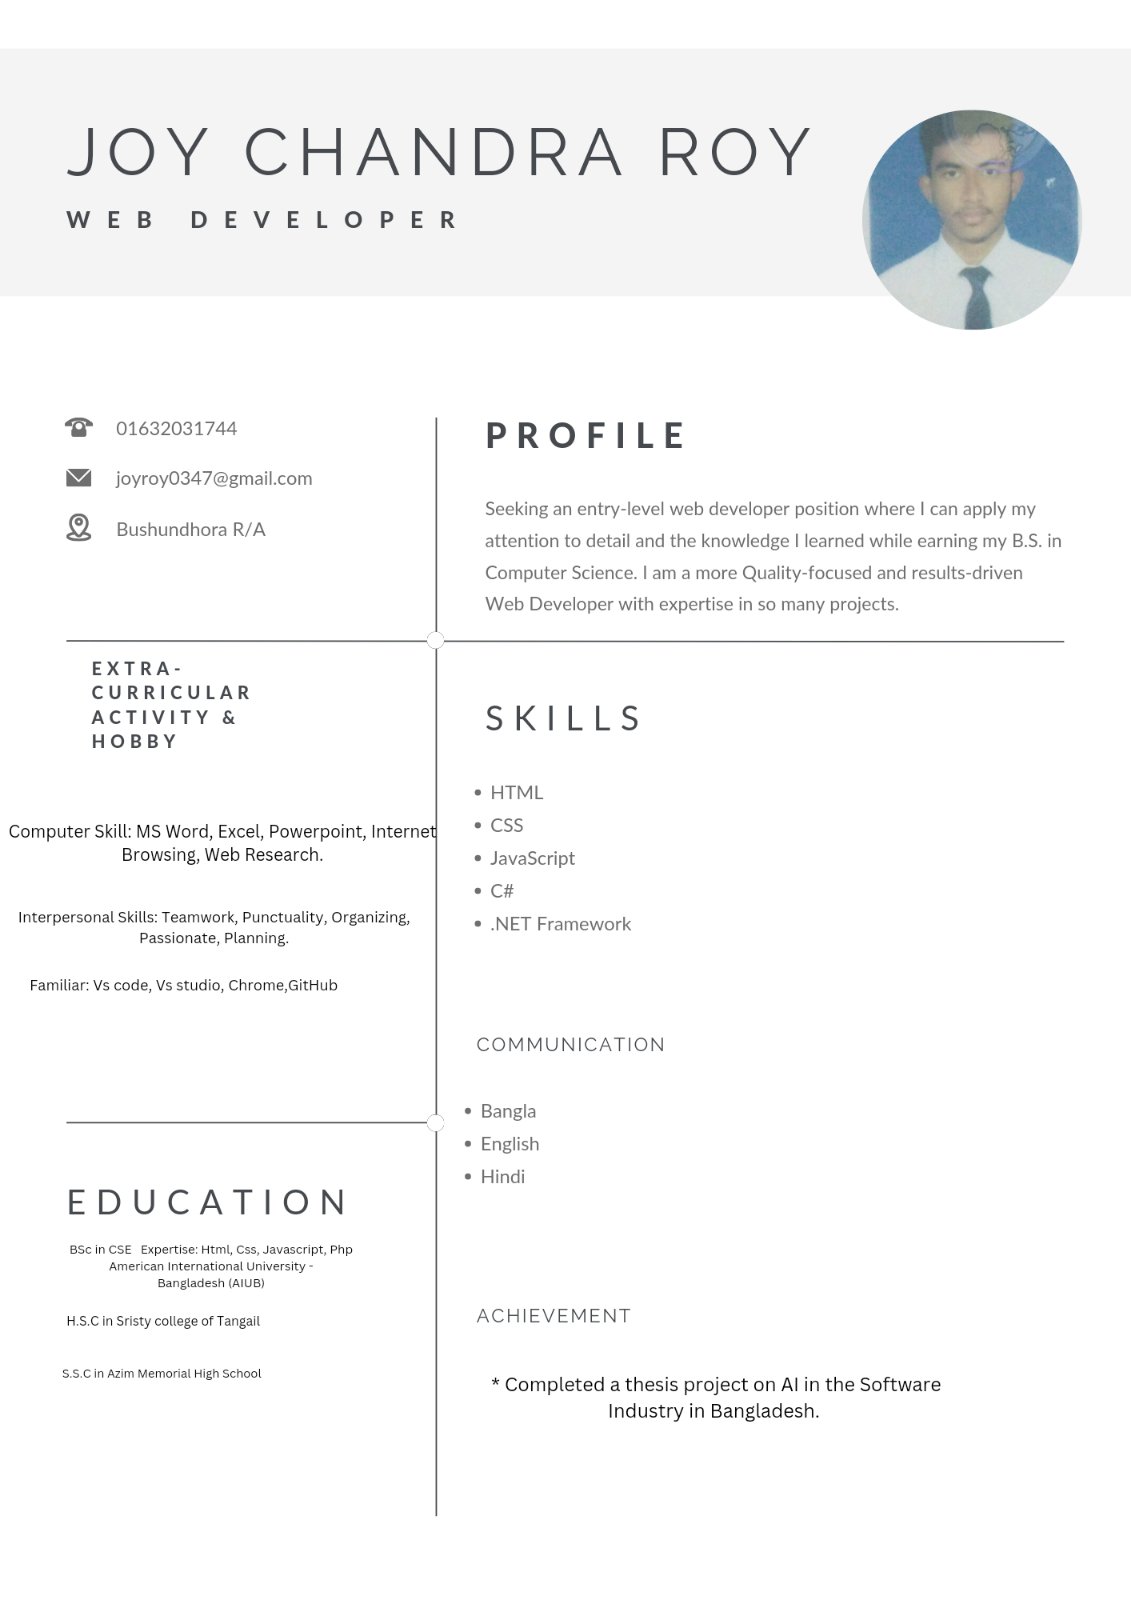 JOY CHANDRA ROY
WEB DEVELOPER
01632031744
joyroy0347@gmail.com
Bushundhora R/A
PROFILE
Seeking an entry-level web developer position where I can apply my
attention to detail and the knowledge I learned while earning my B.S. in
Computer Science. I am a more Quality-focused and results-driven
Web Developer with expertise in so many projects.
EXTRA-
CURRICULAR
ACTIVITY &
HOBBY
Computer Skill: MS Word, Excel, Powerpoint, Internet
Browsing, Web Research.
Interpersonal Skills: Teamwork, Punctuality, Organizing,
Passionate, Planning.
Familiar: Vs code, Vs studio, Chrome,GitHub
SKILLS
• HTML
• CSS
• JavaScript
• C#
• .NET Framework
COMMUNICATION
• Bangla
• English
• Hindi
EDUCATION
BSc in CSE   Expertise: Html, Css, Javascript, Php
American International University -
Bangladesh (AIUB)
H.S.C in Sristy college of Tangail
S.S.C in Azim Memorial High School
ACHIEVEMENT
* Completed a thesis project on AI in the Software
Industry in Bangladesh.